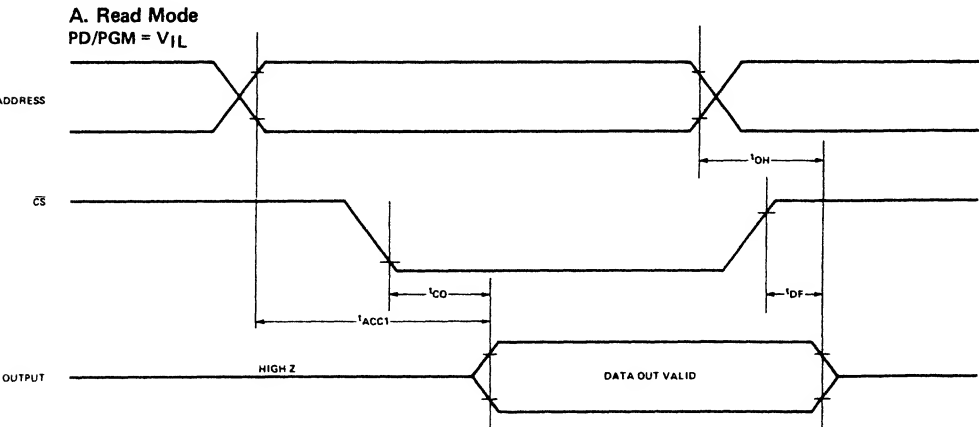 A. Read Mode
PD/PGM = VIL
ADDRESS
tOH
CS
tCO
tDF
tACC1
OUTPUT
HIGH Z
DATA OUT VALID